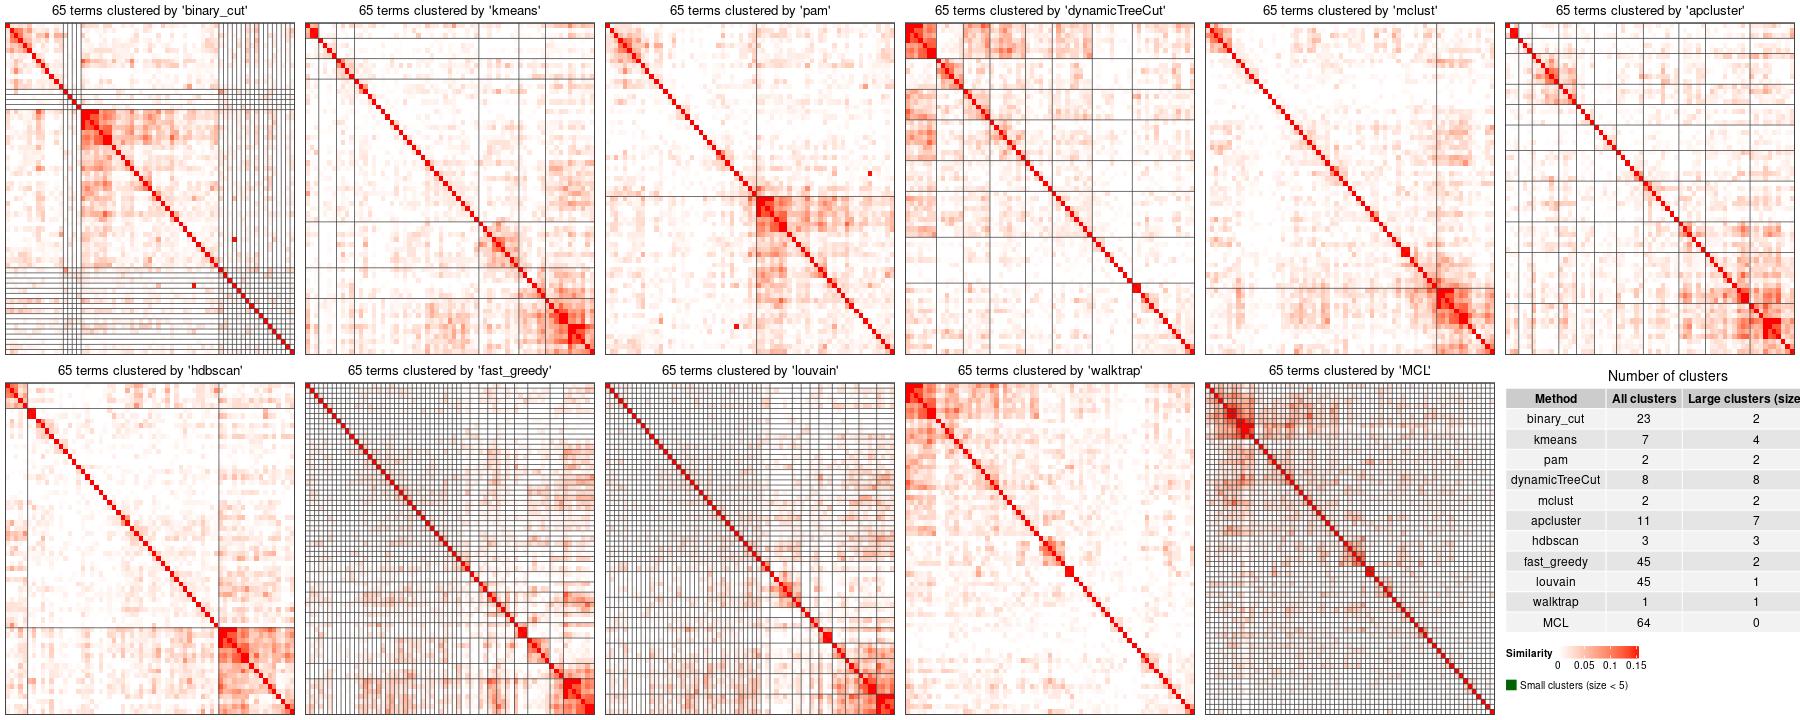 65 terms clustered by 'binary_cut'
65 terms clustered by 'kmeans'
65 terms clustered by 'pam'
65 terms clustered by 'dynamicTreeCut'
65 terms clustered by 'mclust'
65 terms clustered by 'apcluster'
65 terms clustered by 'hdbscan'
65 terms clustered by 'fast_greedy'
65 terms clustered by 'louvain'
65 terms clustered by 'walktrap'
65 terms clustered by 'MCL'
Number of clusters
Method All clusters Large clusters (size
binary_cut 23 2
kmeans 7 4
pam 2 2
dynamicTreeCut 8 8
mclust 2 2
apcluster 11 7
hdbscan 3 3
fast_greedy 45 2
louvain 45 1
walktrap 1 1
MCL 64 0
Similarity
0 0.05 0.1 0.15
Small clusters (size < 5)